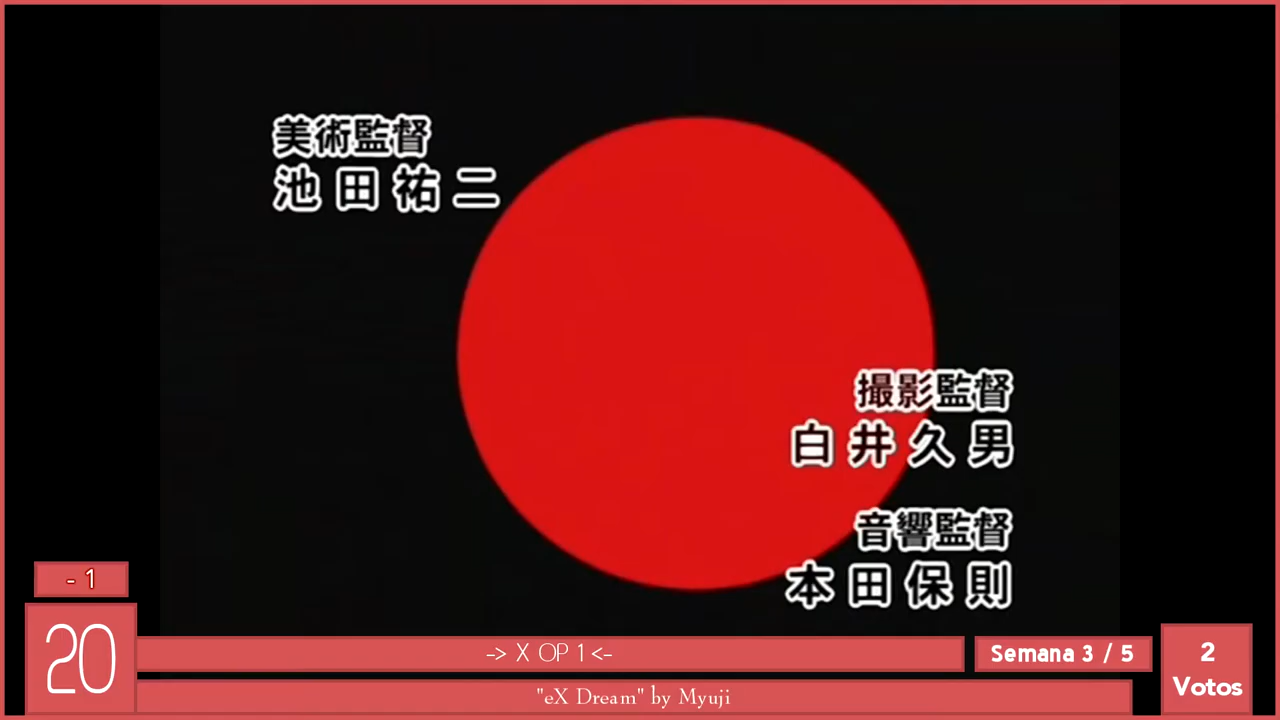 美術監督
池田祐二
撮影監督
白井久男
音響監督
本田保則
- 1
20
-> X OP 1 <-
Semana 3 / 5
2
Votos
"eX Dream" by Myuji